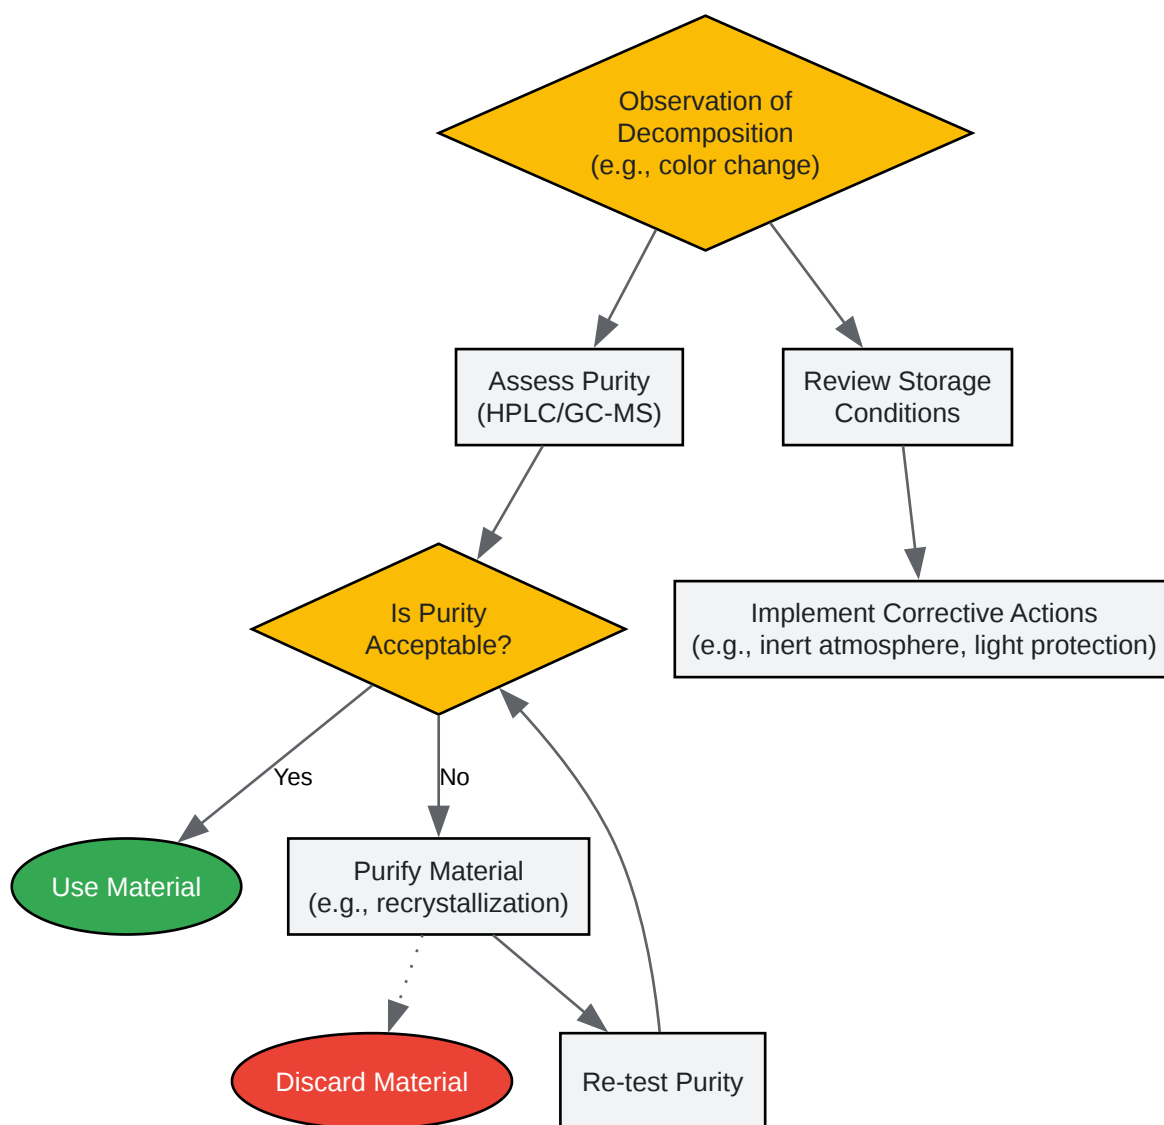 Observation of
Decomposition
(e.g., color change)
Assess Purity
(HPLC/GC-MS)
Review Storage
Conditions
Is Purity
Acceptable?
Implement Corrective Actions
(e.g., inert atmosphere, light protection)
Yes
No
Use Material
Purify Material
(e.g., recrystallization)
Discard Material
Re-test Purity